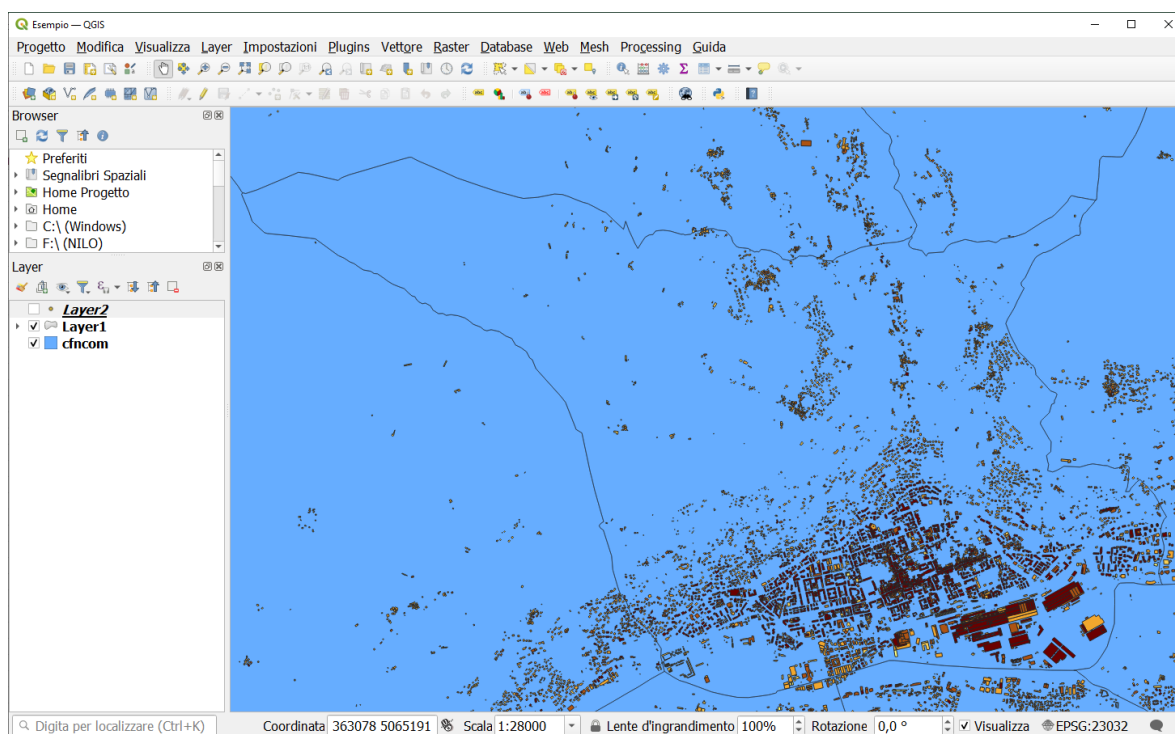 Esempio — QGIS
Progetto Modifica Visualizza Layer Impostazioni Plugins Vettore Raster Database Web Mesh Processing Guida
Browser
Preferiti
Segnalibri Spaziali
Home Progetto
Home
C:\ (Windows)
F:\ (NILO)
Layer
Layer2
Layer1
cfncom
Digita per localizzare (Ctrl+K) Coordinata 363078 5065191 Scala 1:28000 Lente d'ingrandimento 100% Rotazione 0,0 ° Visualizza EPSG:23032